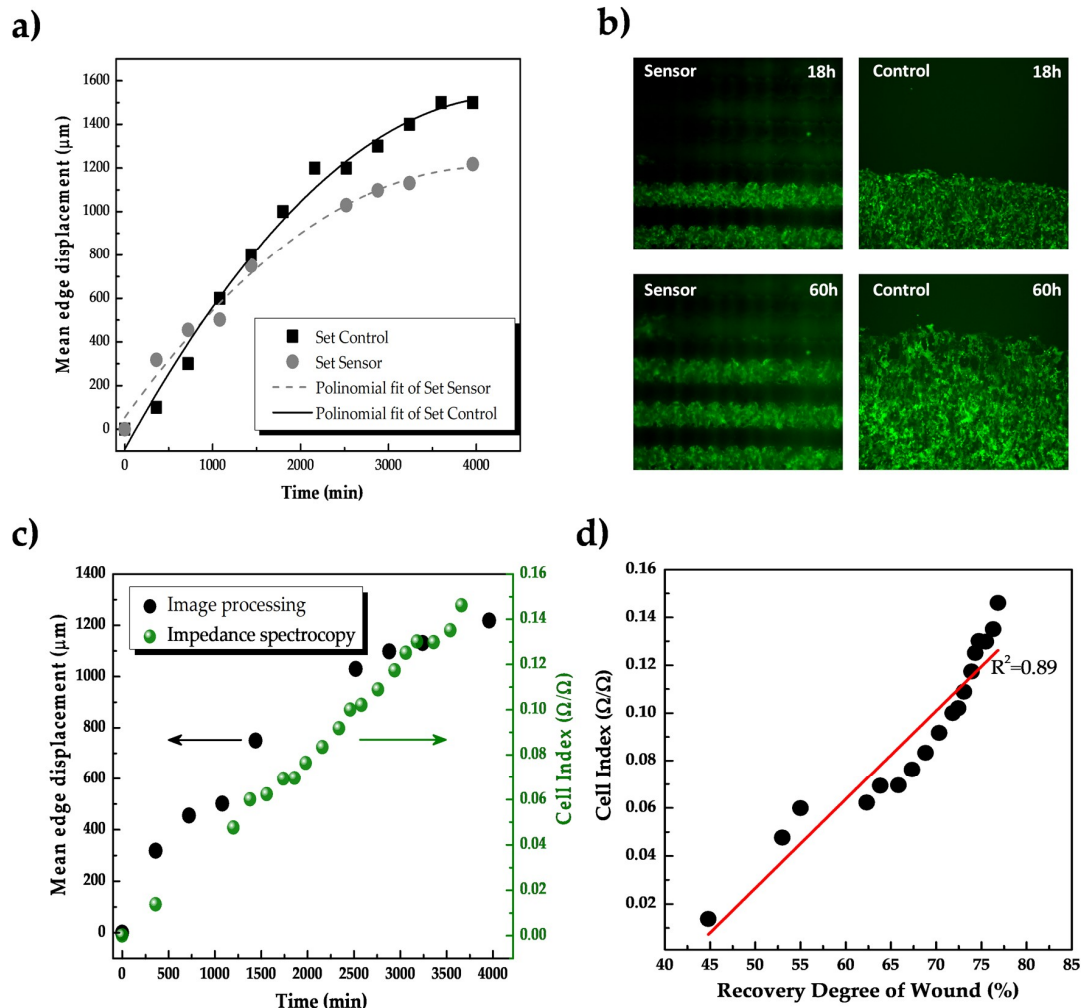 a)
Mean edge displacement (μm)
1600
1400
1200
1000
800
600
400
200
0
Set Control
Set Sensor
Polinomial fit of Set Sensor
Polinomial fit of Set Control
0 1000 2000 3000 4000
Time (min)
b)
Sensor 18h
Control 18h
Sensor 60h
Control 60h
c)
Mean edge displacement (μm)
1400
1200
1000
800
600
400
200
0
Image processing
Impedance spectrocopy
0.16
0.14
0.12
0.10
0.08
0.06
0.04
0.02
0.00
Cell Index (Ω/Ω)
0 500 1000 1500 2000 2500 3000 3500 4000
Time (min)
d)
Cell Index (Ω/Ω)
0.16
0.14
0.12
0.10
0.08
0.06
0.04
0.02
R²=0.89
40 45 50 55 60 65 70 75 80 85
Recovery Degree of Wound (%)